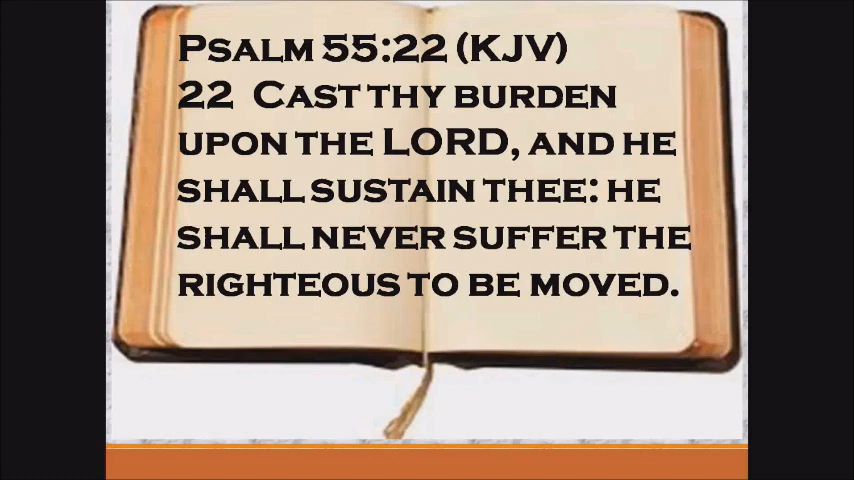 Psalm 55:22 (KJV)
22 Cast thy burden
upon the LORD, and he
shall sustain thee: he
shall never suffer the
righteous to be moved.